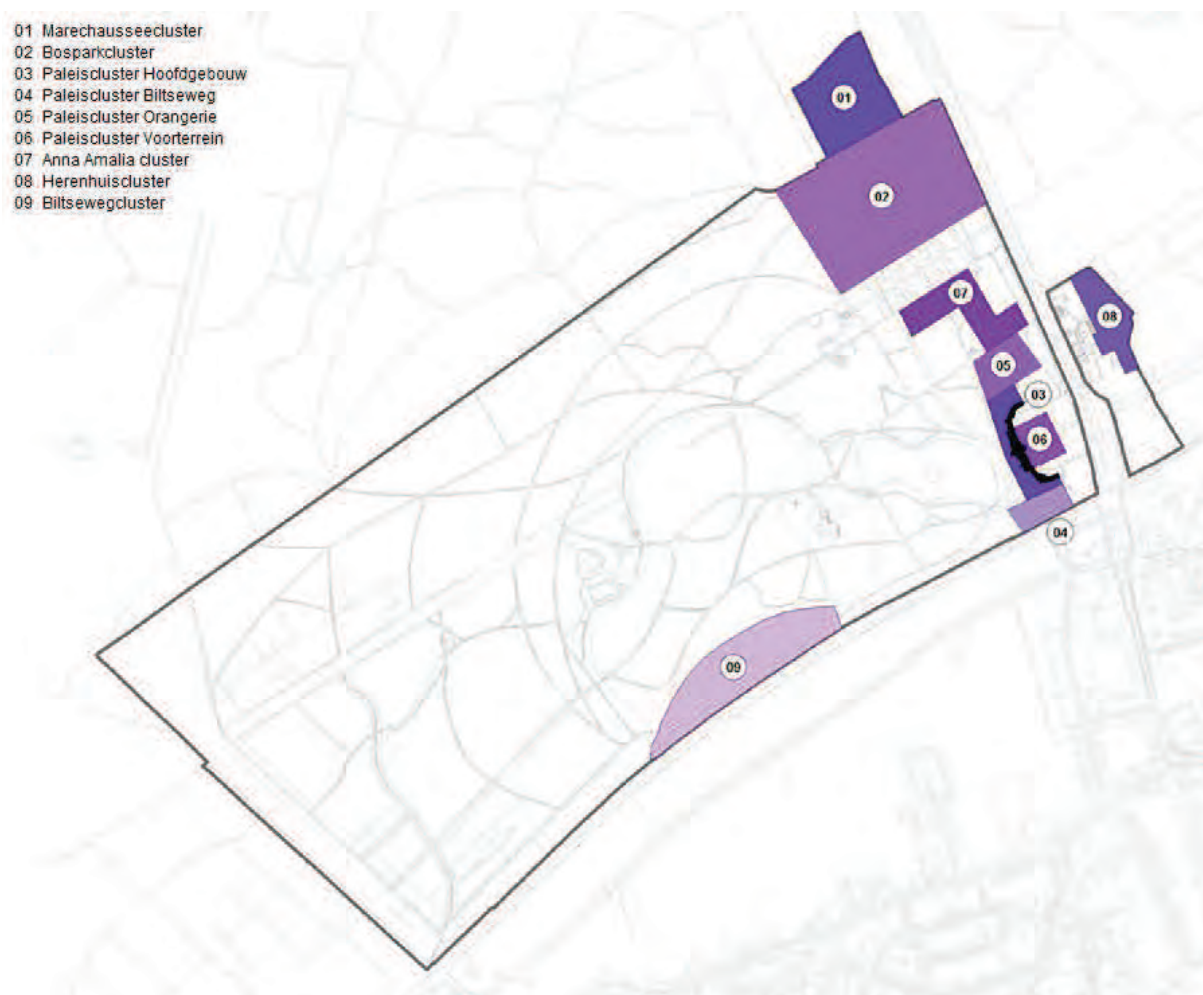 01 Marechausseecluster
02 Bosparkcluster
03 Paleiscluster Hoofdgebouw
04 Paleiscluster Biltseweg
05 Paleiscluster Orangerie
06 Paleiscluster Voorterrein
07 Anna Amalia cluster
08 Herenhuiscluster
09 Biltsewegcluster
01
02
07
08
05
03
06
04
09